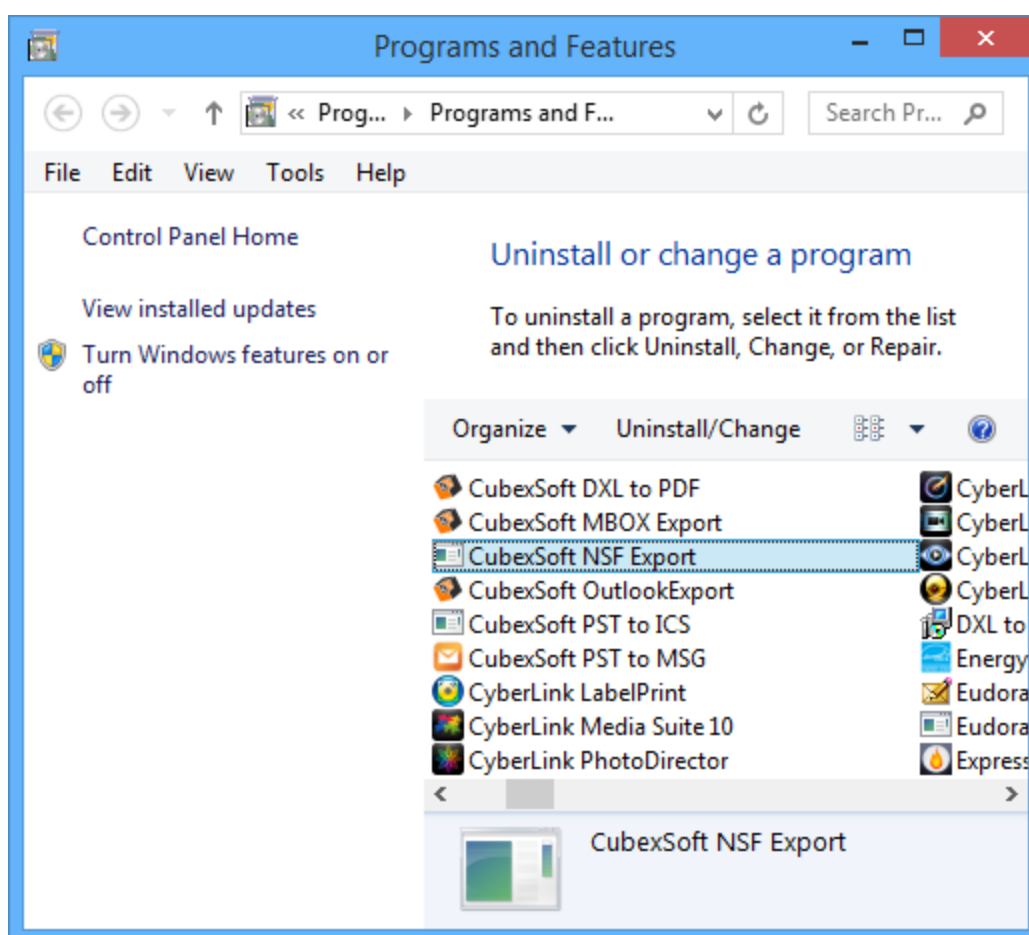 Programs and Features
« Prog... Programs and F...
Search Pr...
File Edit View Tools Help
Control Panel Home
View installed updates
Turn Windows features on or
off
Uninstall or change a program
To uninstall a program, select it from the list
and then click Uninstall, Change, or Repair.
Organize Uninstall/Change
CubexSoft DXL to PDF
CubexSoft MBOX Export
CubexSoft NSF Export
CubexSoft OutlookExport
CubexSoft PST to ICS
CubexSoft PST to MSG
CyberLink LabelPrint
CyberLink Media Suite 10
CyberLink PhotoDirector
CyberL
CyberL
CyberL
CyberL
DXL to
Energy
Eudora
Eudora
Express
CubexSoft NSF Export